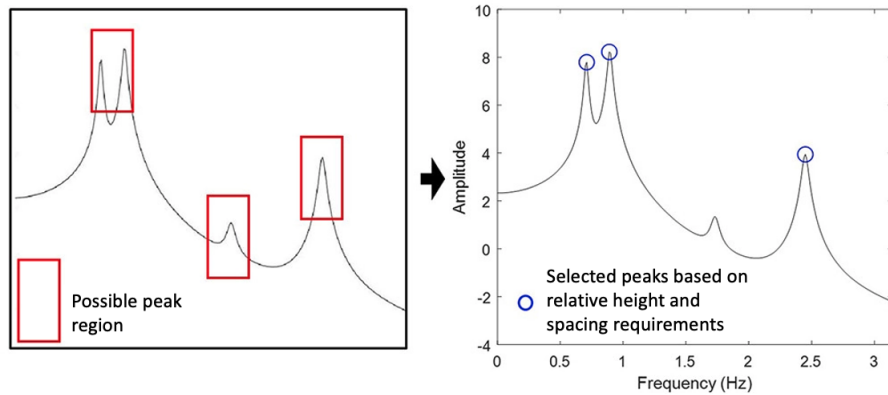 Possible peak
region
10
8
6
4
2
0
-2
-4
Amplitude
0
0.5
1
1.5
2
2.5
3
Frequency (Hz)
Selected peaks based on
relative height and
spacing requirements